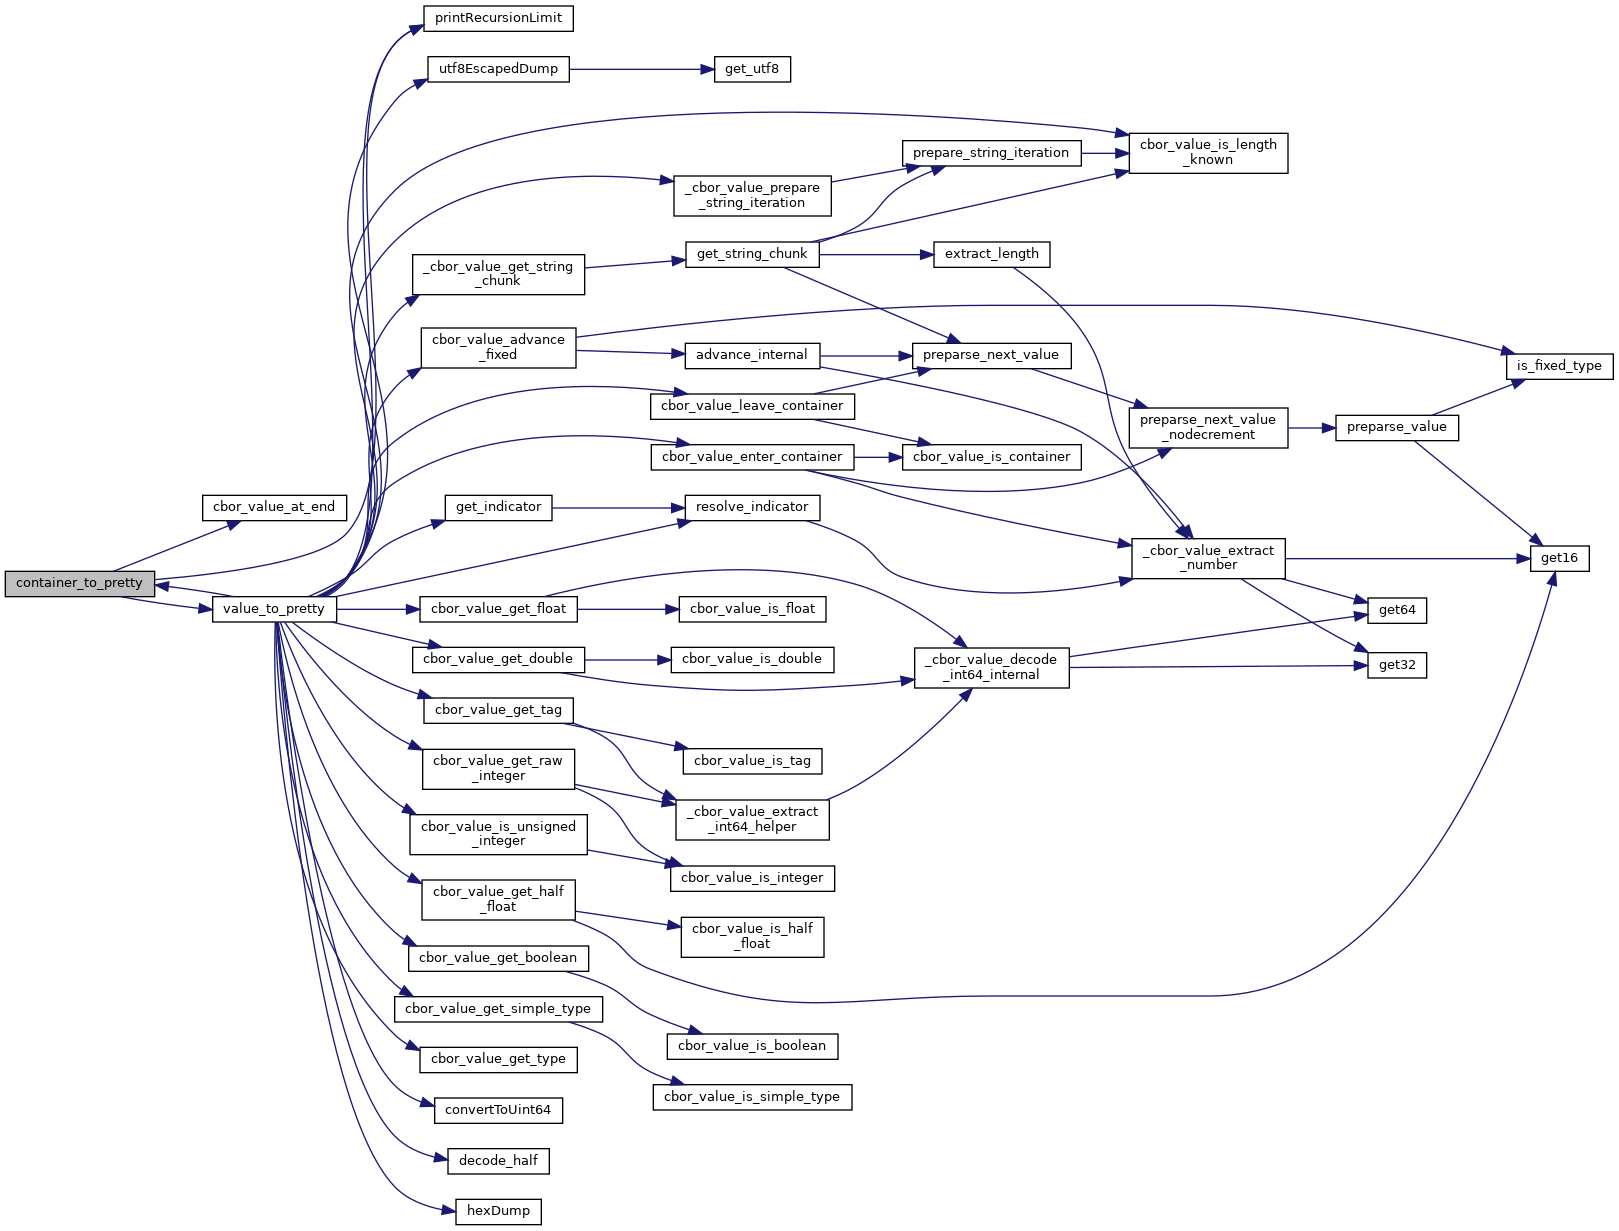 printRecursionLimit
utf8EscapedDump
get_utf8
cbor_value_is_length
_known
prepare_string_iteration
_cbor_value_prepare
_string_iteration
get_string_chunk
extract_length
_cbor_value_get_string
_chunk
cbor_value_advance
_fixed
advance_internal
preparse_next_value
is_fixed_type
cbor_value_leave_container
preparse_next_value
_nodecrement
preparse_value
cbor_value_enter_container
cbor_value_is_container
cbor_value_at_end
get_indicator
resolve_indicator
_cbor_value_extract
_number
get16
container_to_pretty
value_to_pretty
cbor_value_get_float
cbor_value_is_float
get64
cbor_value_get_double
cbor_value_is_double
_cbor_value_decode
_int64_internal
get32
cbor_value_get_tag
cbor_value_is_tag
cbor_value_get_raw
_integer
_cbor_value_extract
_int64_helper
cbor_value_is_unsigned
_integer
cbor_value_is_integer
cbor_value_get_half
_float
cbor_value_is_half
_float
cbor_value_get_boolean
cbor_value_get_simple_type
cbor_value_is_boolean
cbor_value_get_type
cbor_value_is_simple_type
convertToUint64
decode_half
hexDump